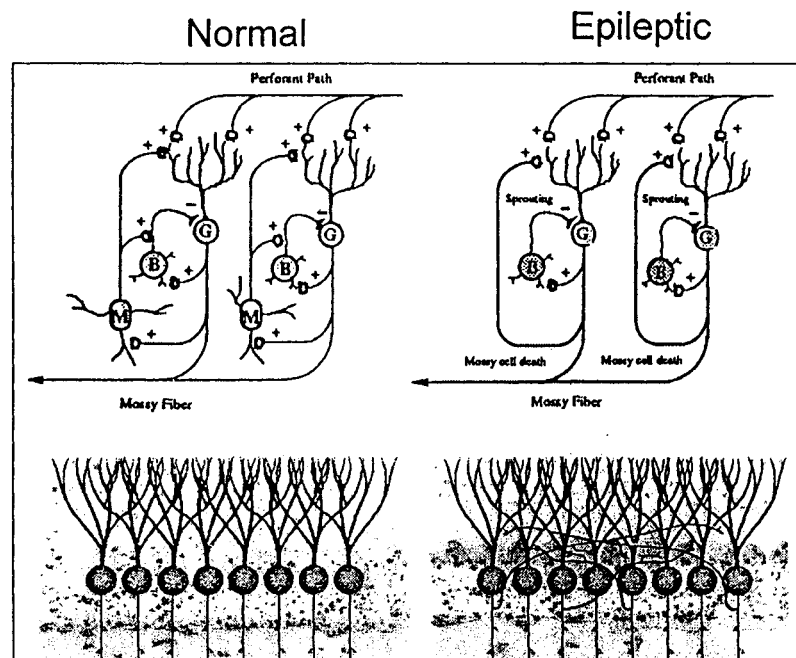 Normal
Epileptic
Perforant Path
Perforant Path
+
+
+
+
+
+
+
+
+
+
+
+
Sprouting
Sprouting
−
−
−
−
G
G
G
G
+
+
B
B
B
B
+
+
+
+
M
M
+
+
Mossy cell death
Mossy cell death
Mossy Fiber
Mossy Fiber